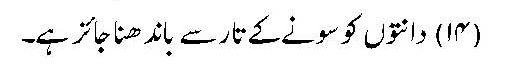 (۱۴) دانتوں کو سونے کے تار سے باندھنا جائز ہے۔